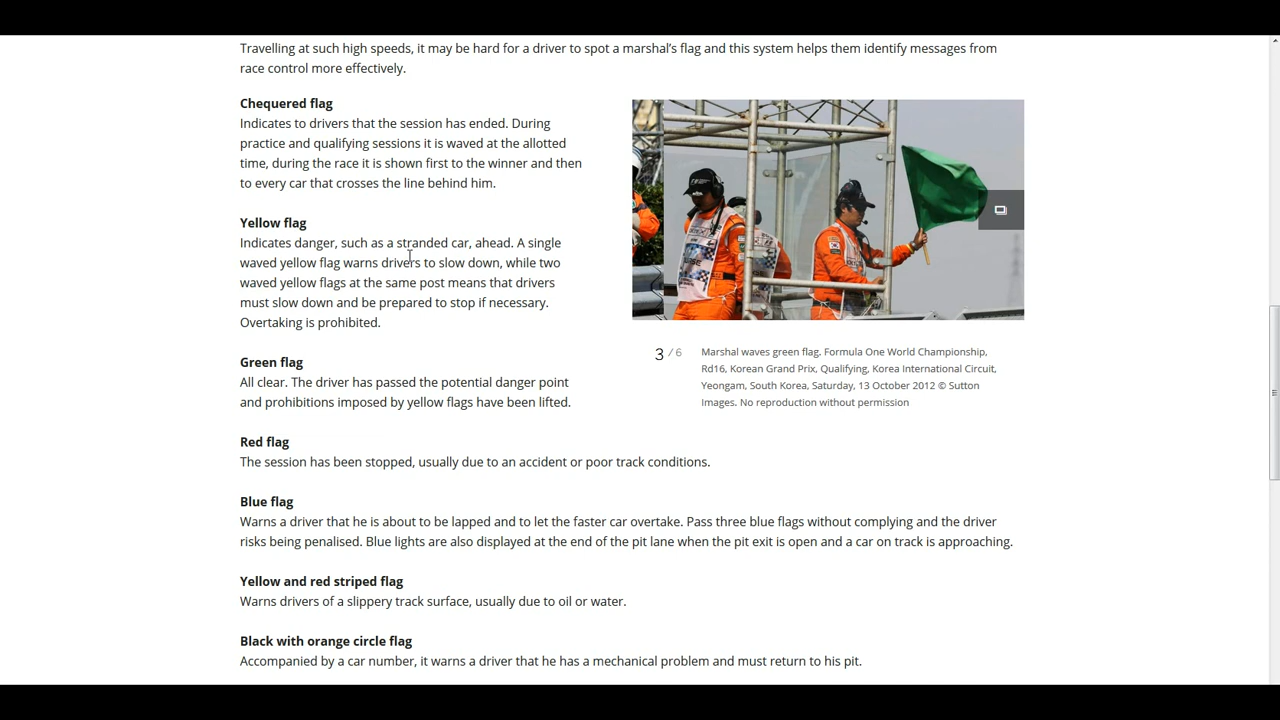 Travelling at such high speeds, it may be hard for a driver to spot a marshal's flag and this system helps them identify messages from
race control more effectively.
Chequered flag
Indicates to drivers that the session has ended. During
practice and qualifying sessions it is waved at the allotted
time, during the race it is shown first to the winner and then
to every car that crosses the line behind him.
Yellow flag
Indicates danger, such as a stranded car, ahead. A single
waved yellow flag warns drivers to slow down, while two
waved yellow flags at the same post means that drivers
must slow down and be prepared to stop if necessary.
Overtaking is prohibited.
Green flag
All clear. The driver has passed the potential danger point
and prohibitions imposed by yellow flags have been lifted.
3 / 6
Marshal waves green flag. Formula One World Championship,
Rd16, Korean Grand Prix, Qualifying, Korea International Circuit,
Yeongam, South Korea, Saturday, 13 October 2012 © Sutton
Images. No reproduction without permission
Red flag
The session has been stopped, usually due to an accident or poor track conditions.
Blue flag
Warns a driver that he is about to be lapped and to let the faster car overtake. Pass three blue flags without complying and the driver
risks being penalised. Blue lights are also displayed at the end of the pit lane when the pit exit is open and a car on track is approaching.
Yellow and red striped flag
Warns drivers of a slippery track surface, usually due to oil or water.
Black with orange circle flag
Accompanied by a car number, it warns a driver that he has a mechanical problem and must return to his pit.